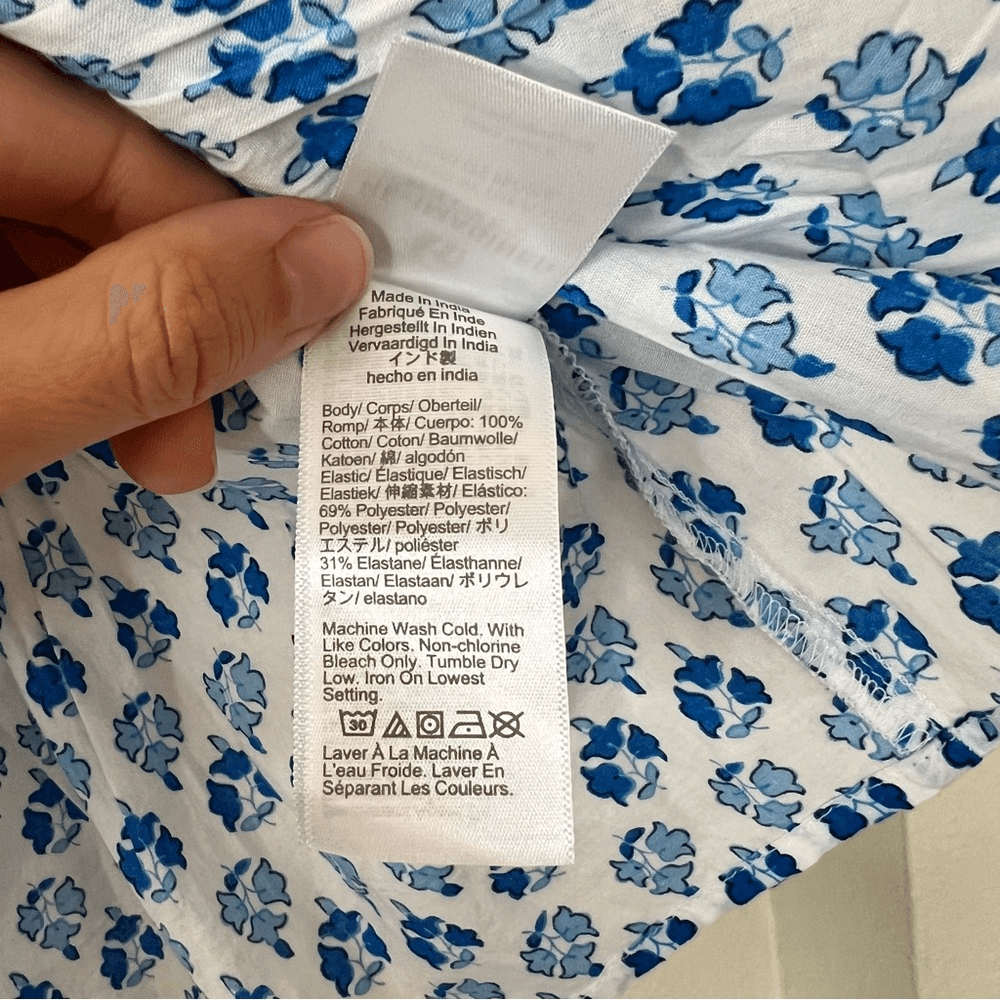 Made In India
Fabriqué En Inde
Hergestellt In Indien
Vervaardigd In India
インド製
hecho en india
Body/ Corps/ Oberteil/
Romp/ 本体/ Cuerpo: 100%
Cotton/ Coton/ Baumwolle/
Katoen/ 綿/ algodón
Elastic/ Élastique/ Elastisch/
Elastiek/ 伸縮素材/ Elástico:
69% Polyester/ Polyester/
Polyester/ Polyester/ ポリ
エステル/ poliéster
31% Elastane/ Élasthanne/
Elastan/ Elastaan/ ポリウレ
タン/ elastano
Machine Wash Cold. With
Like Colors. Non-chlorine
Bleach Only. Tumble Dry
Low. Iron On Lowest
Setting.
30
Laver À La Machine À
L'eau Froide. Laver En
Séparant Les Couleurs.